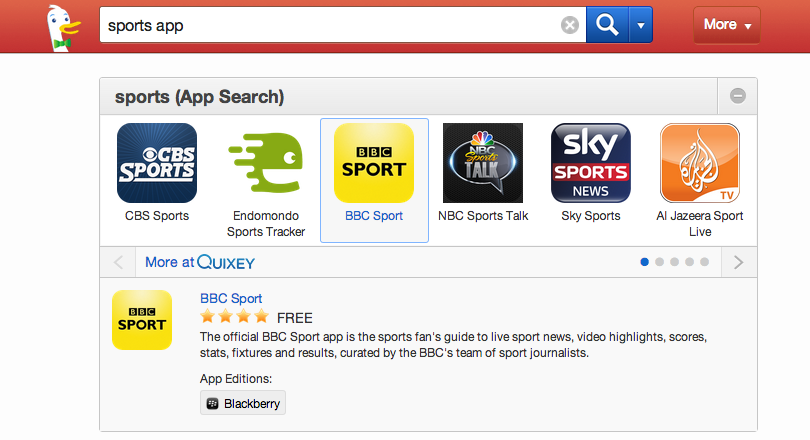 sports app
More
sports (App Search)
CBS
SPORTS
BBC
SPORT
NBC
Sports
TALK
sky
SPORTS
NEWS
TV
CBS Sports
Endomondo
Sports Tracker
BBC Sport
NBC Sports Talk
Sky Sports
Al Jazeera Sport
Live
More at QUIXEY
BBC
SPORT
BBC Sport
FREE
The official BBC Sport app is the sports fan's guide to live sport news, video highlights, scores,
stats, fixtures and results, curated by the BBC's team of sport journalists.
App Editions:
Blackberry